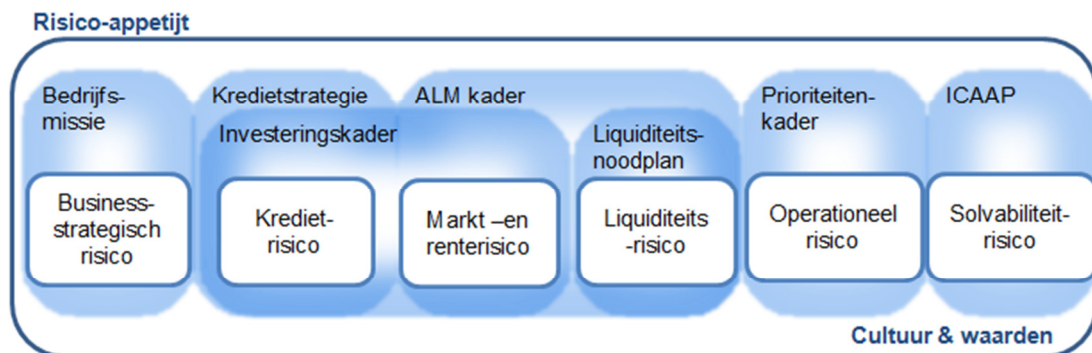 Risico-appetijt
Bedrijfs-
missie
Kredietstrategie
ALM kader
Prioriteiten-
kader
ICAAP
Investeringskader
Liquiditeits-
noodplan
Business-
strategisch
risico
Krediet-
risico
Markt –en
renterisico
Liquiditeits
-risico
Operationeel
risico
Solvabiliteit-
risico
Cultuur & waarden